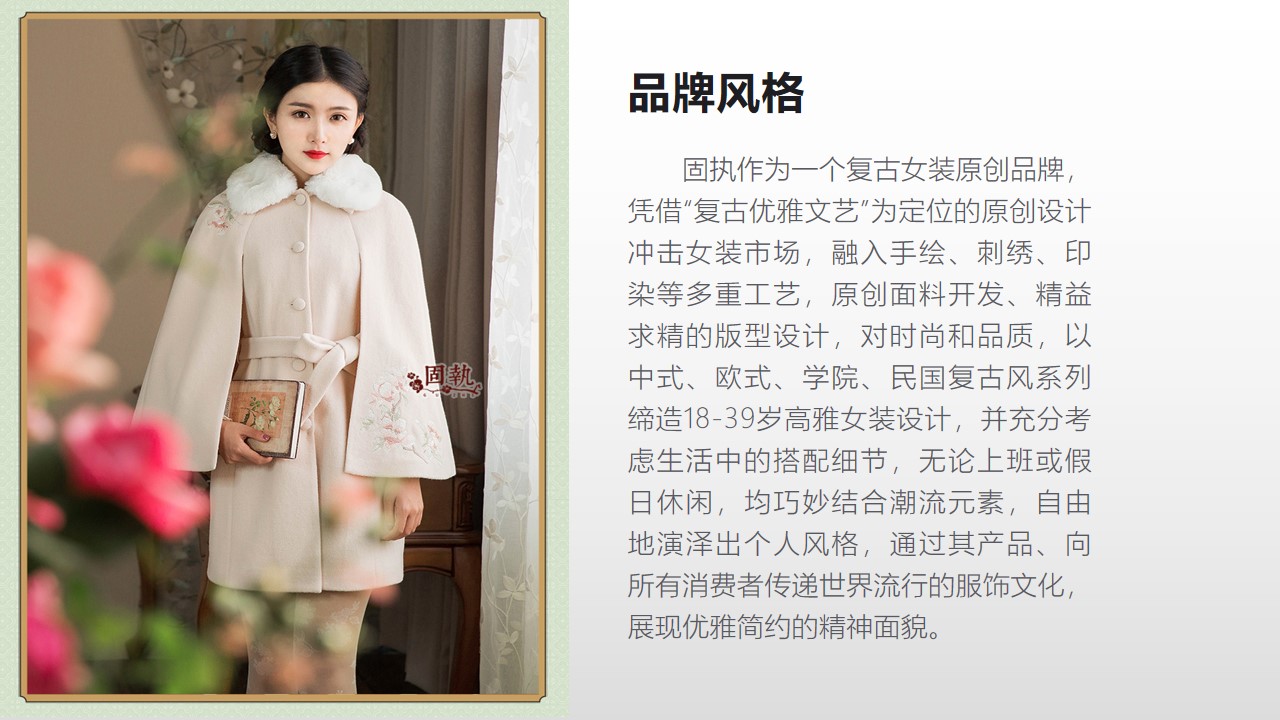 品牌风格
固执作为一个复古女装原创品牌，
凭借“复古优雅文艺”为定位的原创设计
冲击女装市场，融入手绘、刺绣、印
染等多重工艺，原创面料开发、精益
求精的版型设计，对时尚和品质，以
中式、欧式、学院、民国复古风系列
缔造18-39岁高雅女装设计，并充分考
虑生活中的搭配细节，无论上班或假
日休闲，均巧妙结合潮流元素，自由
地演泽出个人风格，通过其产品、向
所有消费者传递世界流行的服饰文化，
展现优雅简约的精神面貌。
固執